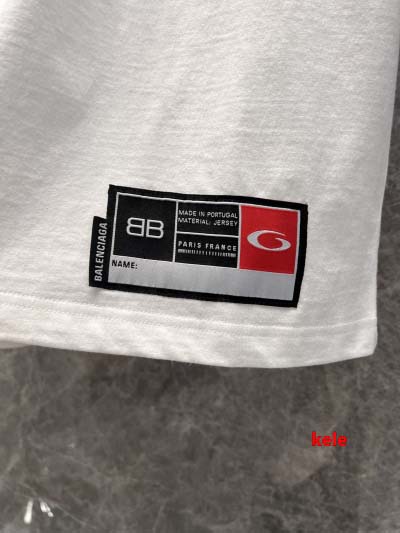 BALENCIAGA
BB
MADE IN PORTUGAL
MATERIAL: JERSEY
PARIS FRANCE
NAME:
kele